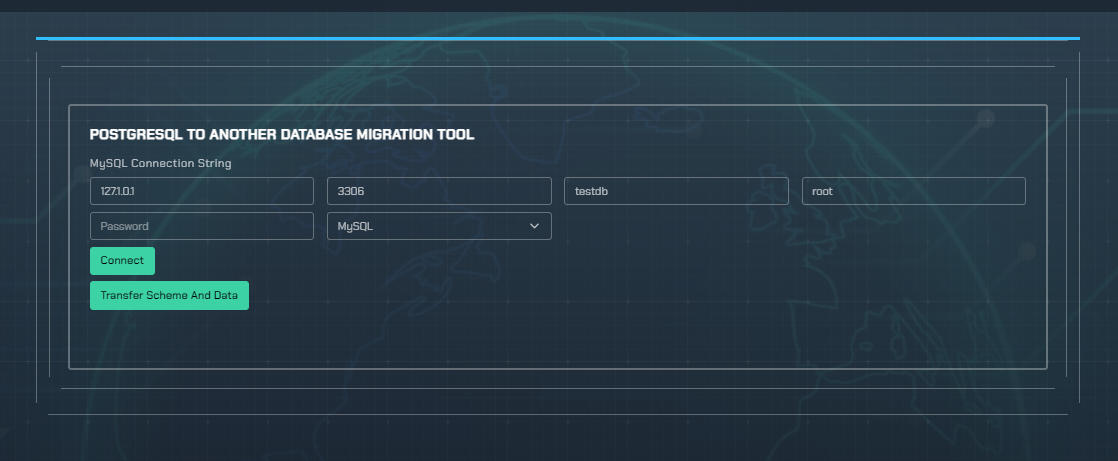 POSTGRESQL TO ANOTHER DATABASE MIGRATION TOOL
MySQL Connection String
127.1.0.1 3306 testdb root
Password MySQL
Connect
Transfer Scheme And Data